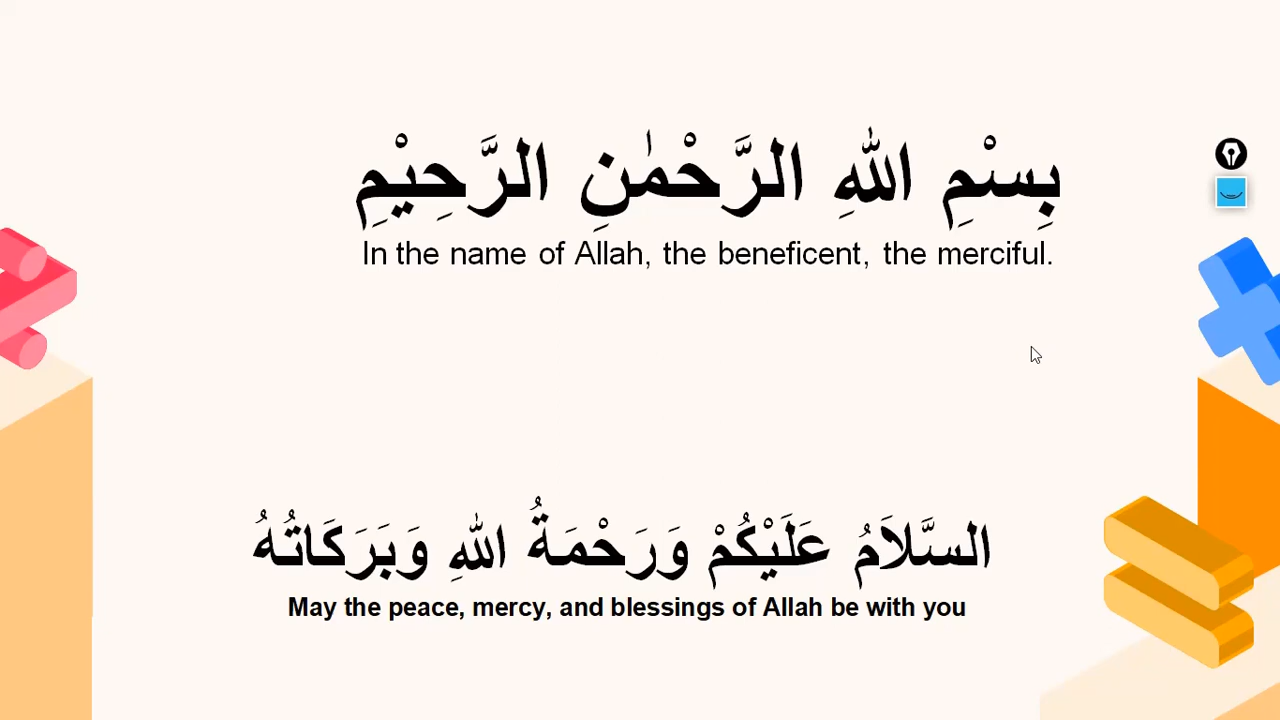 بِسْمِ اللهِ الرَّحْمٰنِ الرَّحِيْمِ
In the name of Allah, the beneficent, the merciful.
السَّلاَمُ عَلَيْكُمْ وَرَحْمَةُ اللهِ وَبَرَكَاتُهُ
May the peace, mercy, and blessings of Allah be with you